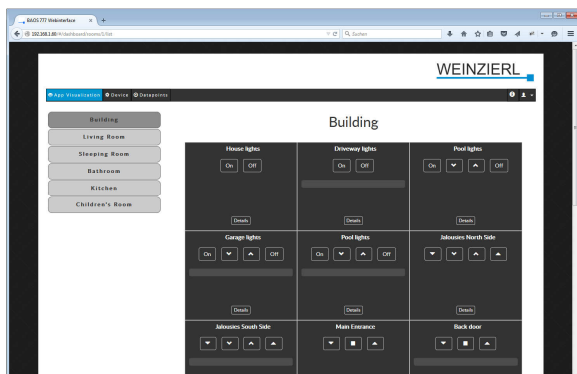 BAOS 777 Webinterface
192.168.1.88/#/dashboard/rooms/1/list
Suchen
WEINZIERL
App Visualisation Device Datapoints
Building
Living Room
Sleeping Room
Bathroom
Kitchen
Children's Room
Building
House lights Driveway lights Pool lights
On Off On Off On Off
Details Details Details
Garage lights Pool lights Jalousies North Side
On Off On Off
Details Details Details
Jalousies South Side Main Entrance Back door